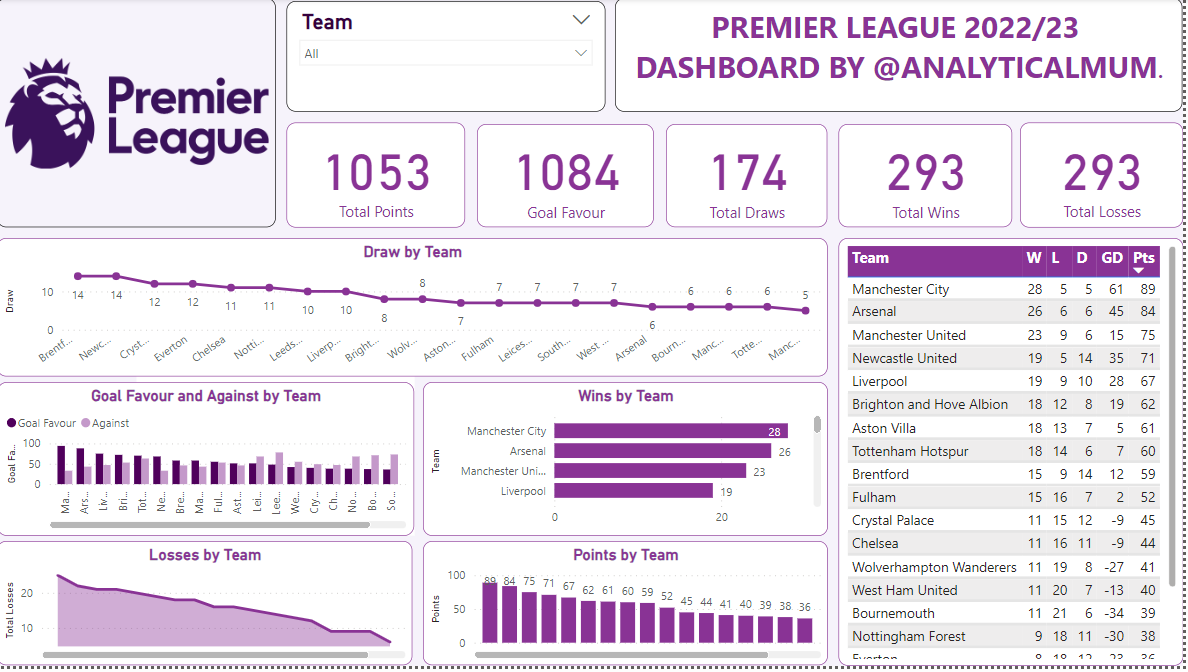 Premier
League
Team
All
PREMIER LEAGUE 2022/23
DASHBOARD BY @ANALYTICALMUM.
1053
Total Points
1084
Goal Favour
174
Total Draws
293
Total Wins
293
Total Losses
Draw by Team
Draw
10
0
14 14 12 12 11 11 10 10 8 8 7 7 7 7 7 6 6 6 6 5
Brentf... Newc... Cryst... Everton Chelsea Notti... Leeds... Liverp... Bright... Wolv... Aston... Fulham Leices... South... West ... Arsenal Bourn... Manc... Totte... Manc...
Goal Favour and Against by Team
Goal Favour Against
Goal Fa...
100
50
0
Ma... Ars... Liv... Bri... Tot... Ne... Bre... Ma... Ful... Ast... Lei... Lee... We... Cry... Ch... No... Bo... So...
Wins by Team
Team
Manchester City 28
Arsenal 26
Manchester Uni... 23
Liverpool 19
0 20
Losses by Team
Total Losses
20
10
Points by Team
Points
100
50
0
89 84 75 71 67 62 61 60 59 52 45 44 41 40 39 38 36
Team W L D GD Pts
Manchester City 28 5 5 61 89
Arsenal 26 6 6 45 84
Manchester United 23 9 6 15 75
Newcastle United 19 5 14 35 71
Liverpool 19 9 10 28 67
Brighton and Hove Albion 18 12 8 19 62
Aston Villa 18 13 7 5 61
Tottenham Hotspur 18 14 6 7 60
Brentford 15 9 14 12 59
Fulham 15 16 7 2 52
Crystal Palace 11 15 12 -9 45
Chelsea 11 16 11 -9 44
Wolverhampton Wanderers 11 19 8 -27 41
West Ham United 11 20 7 -13 40
Bournemouth 11 21 6 -34 39
Nottingham Forest 9 18 11 -30 38
Everton 8 18 12 -23 36